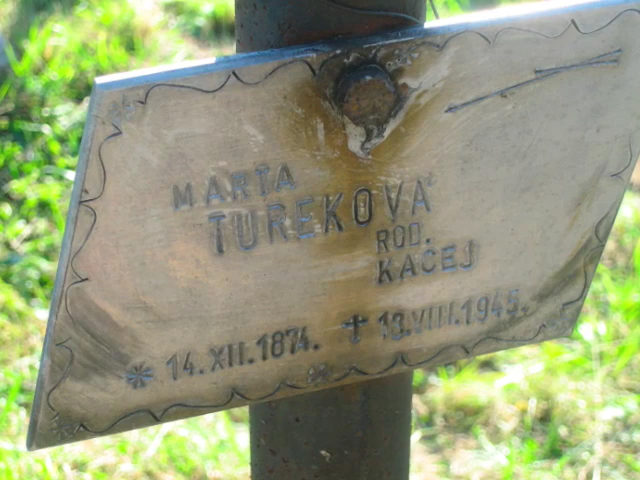 MARTA
TUREKOVÁ
ROD.
KAČEJ
* 14.XII.1874. ✝ 13.VIII.1945.